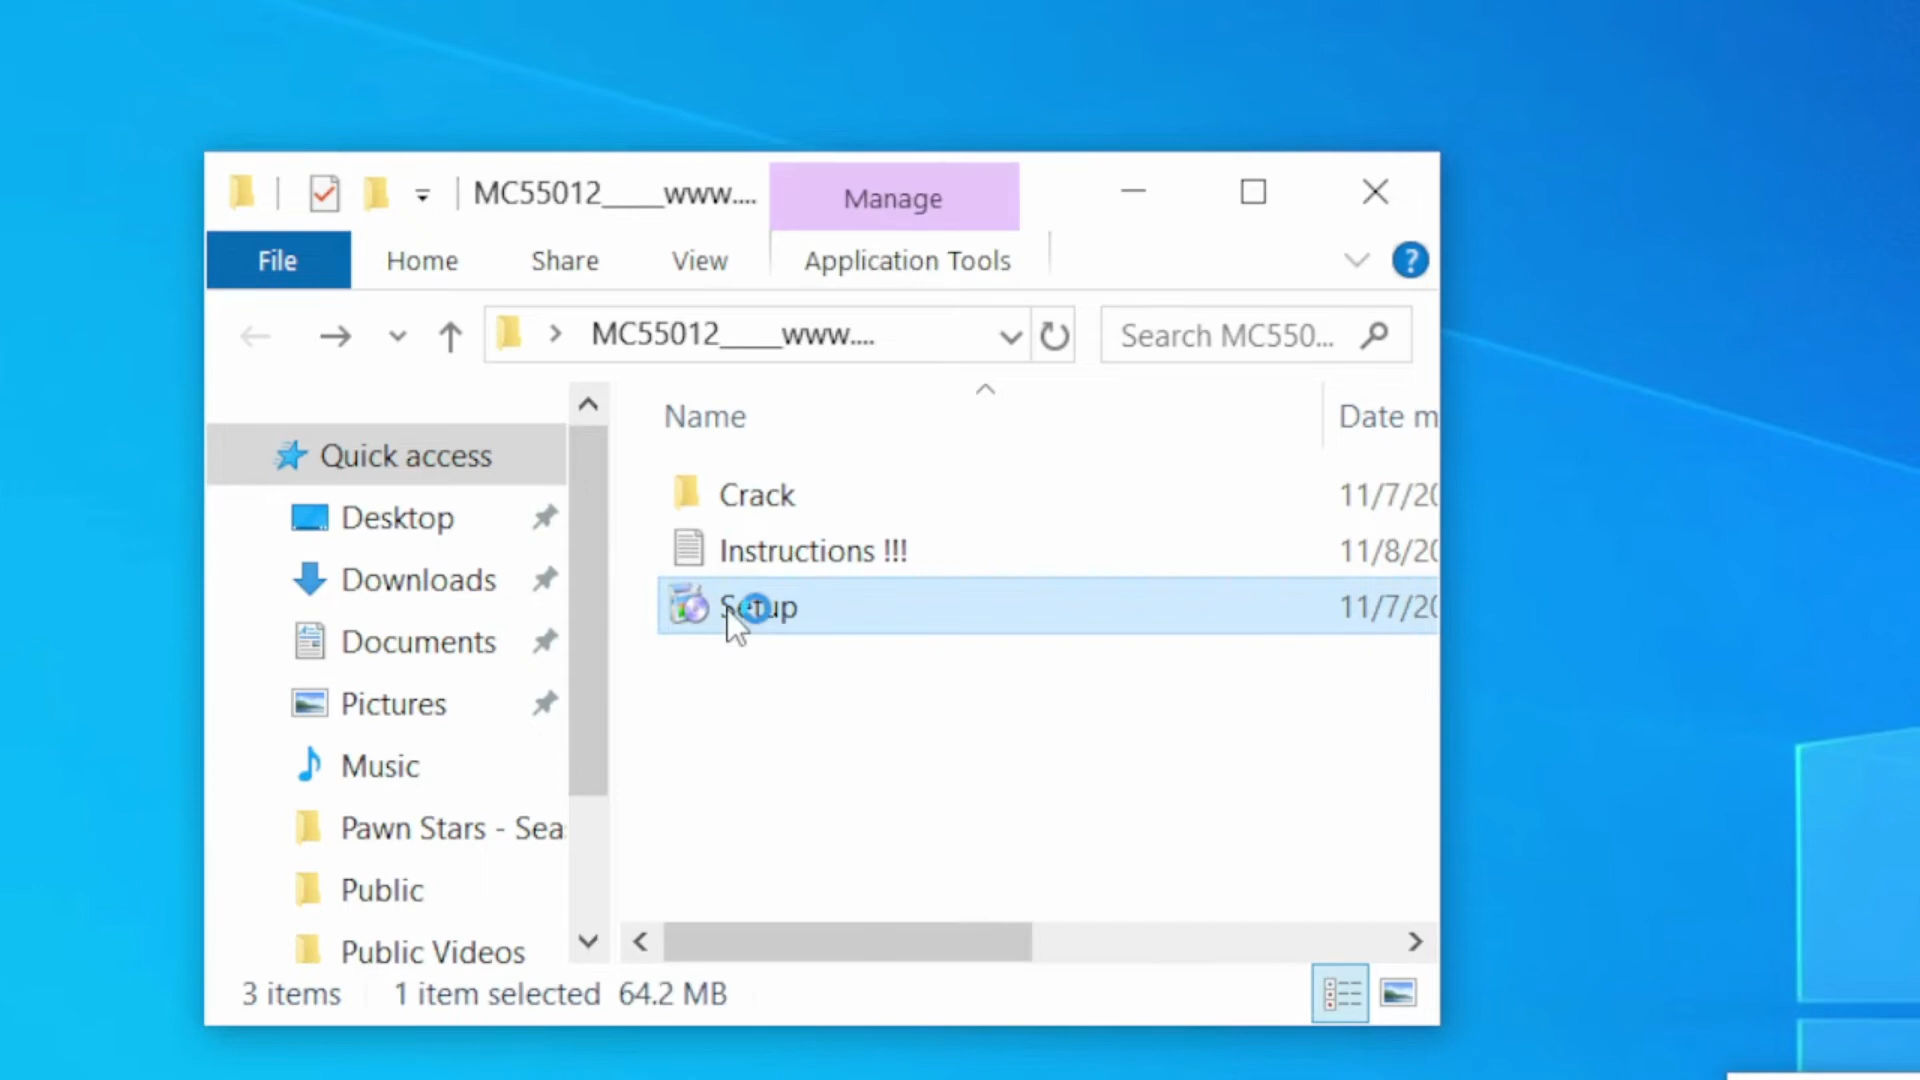 MC55012____www....
Manage
File
Home
Share
View
Application Tools
?
MC55012____www....
Search MC550...
Name
Date m
Quick access
Desktop
Downloads
Documents
Pictures
Music
Pawn Stars - Sea
Public
Public Videos
Crack
11/7/20
Instructions !!!
11/8/20
Setup
11/7/20
3 items
1 item selected
64.2 MB